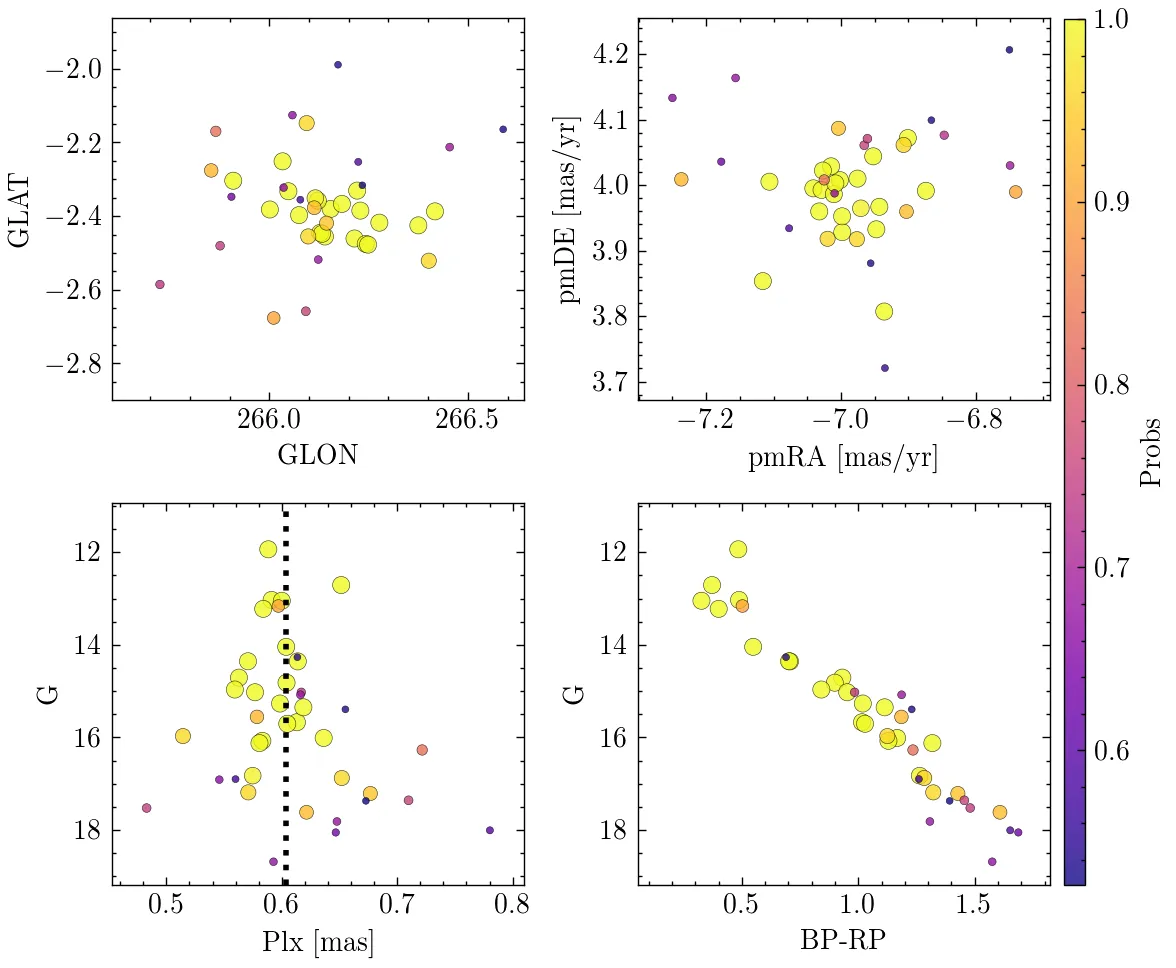 −2.0
−2.2
−2.4
−2.6
−2.8
GLAT
266.0 266.5
GLON
4.2
4.1
4.0
3.9
3.8
3.7
pmDE [mas/yr]
−7.2 −7.0 −6.8
pmRA [mas/yr]
12
14
16
18
G
0.5 0.6 0.7 0.8
Plx [mas]
12
14
16
18
G
0.5 1.0 1.5
BP-RP
1.0
0.9
0.8
0.7
0.6
Probs